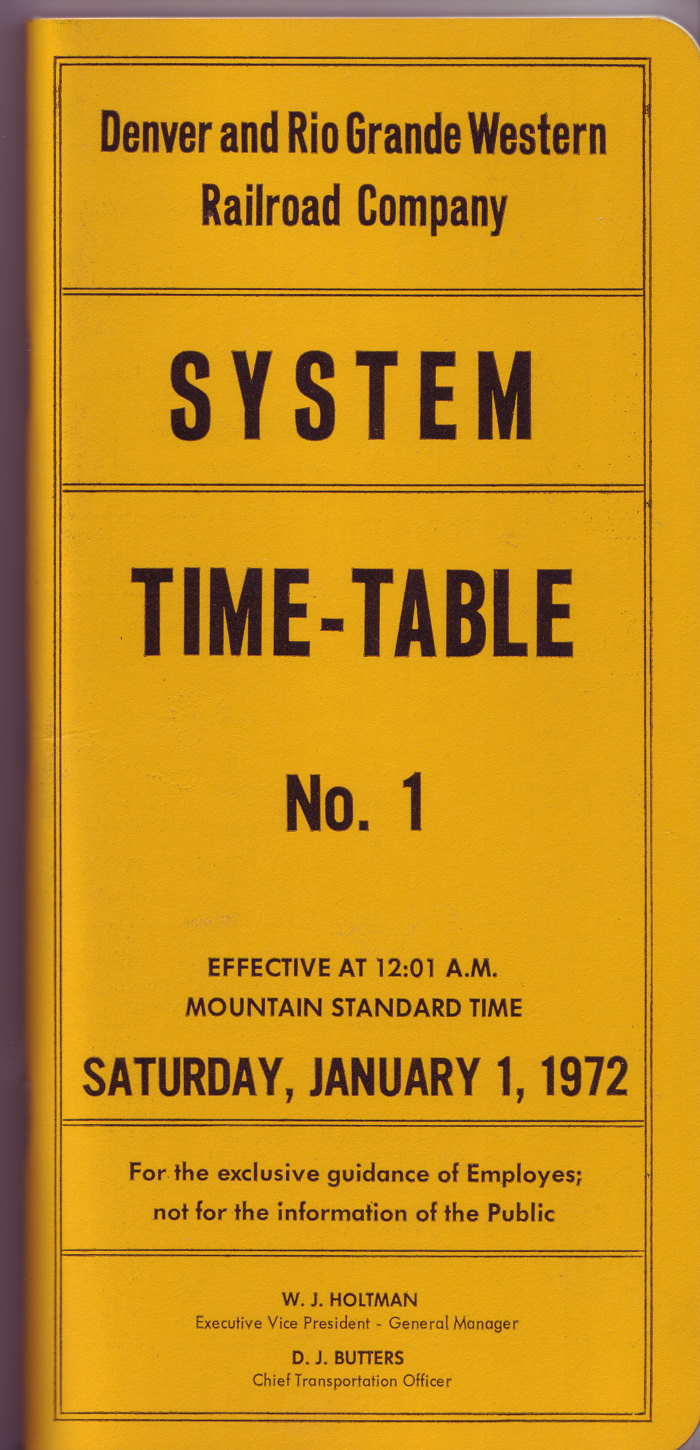 Denver and Rio Grande Western
Railroad Company
SYSTEM
TIME-TABLE
No. 1
EFFECTIVE AT 12:01 A.M.
MOUNTAIN STANDARD TIME
SATURDAY, JANUARY 1, 1972
For the exclusive guidance of Employes;
not for the information of the Public
W. J. HOLTMAN
Executive Vice President - General Manager
D. J. BUTTERS
Chief Transportation Officer